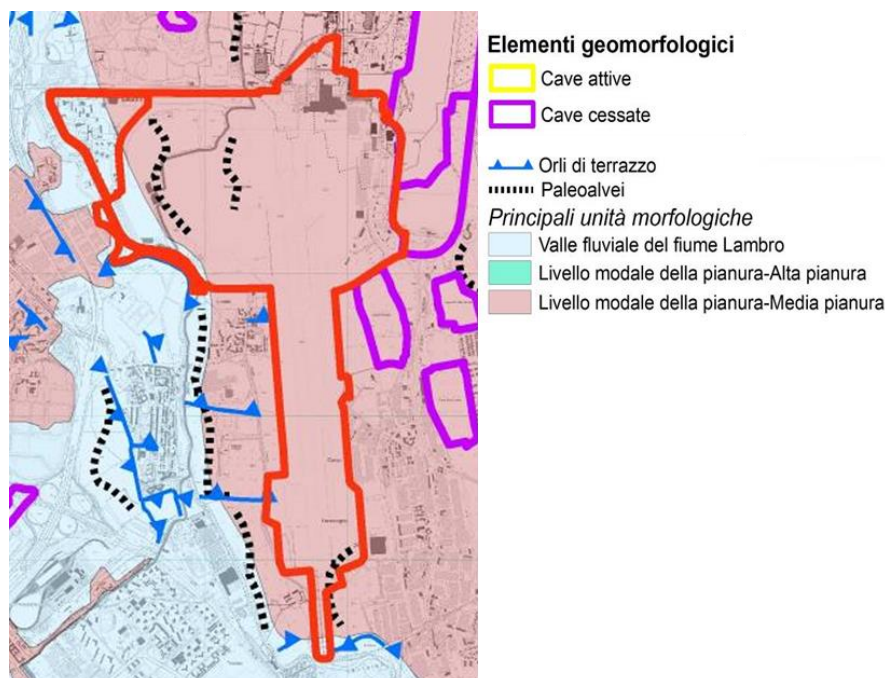 Elementi geomorfologici
Cave attive
Cave cessate
Orli di terrazzo
Paleoalvei
Principali unità morfologiche
Valle fluviale del fiume Lambro
Livello modale della pianura-Alta pianura
Livello modale della pianura-Media pianura